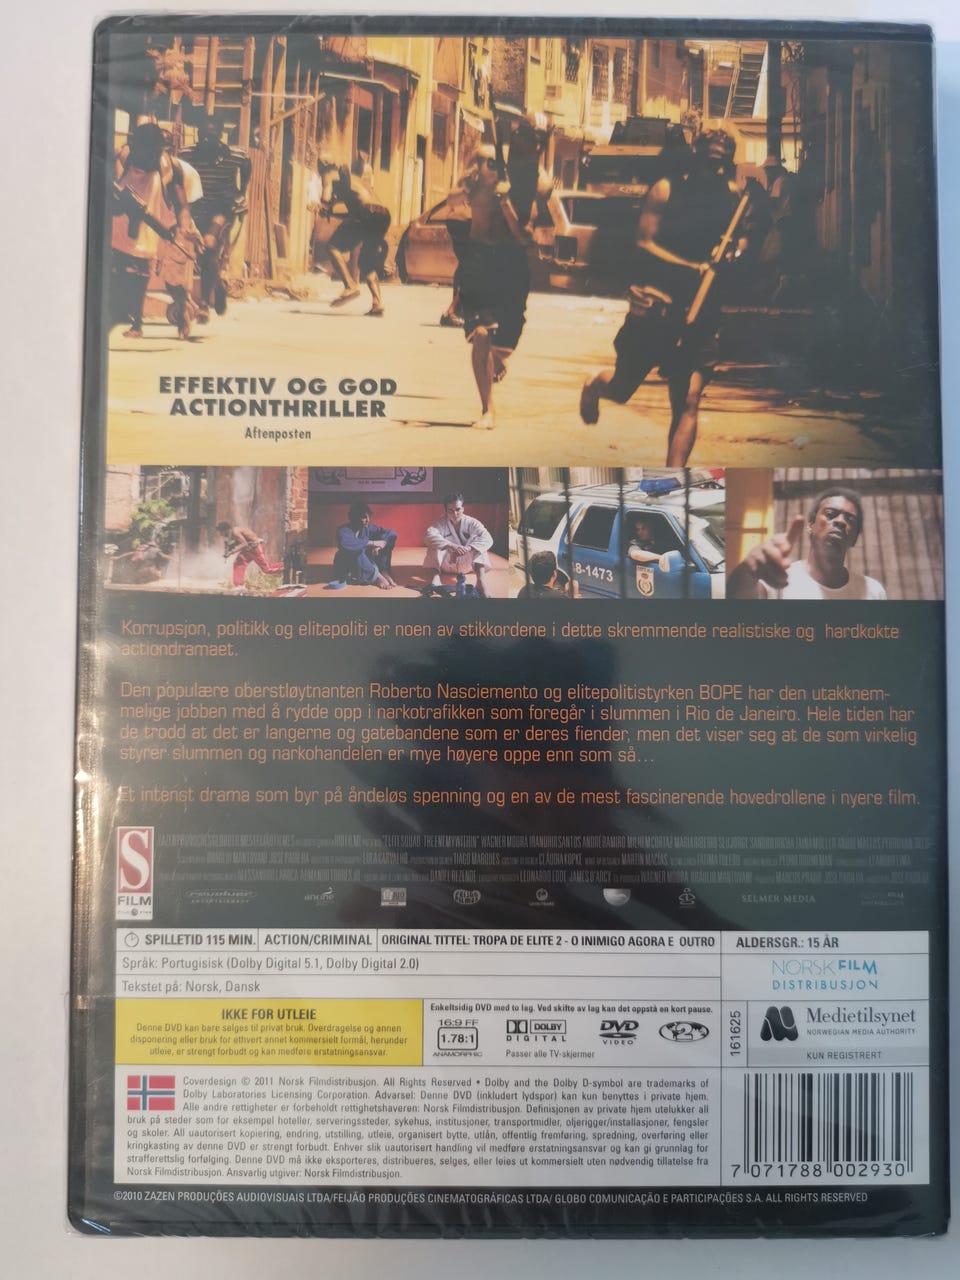 EFFEKTIV OG GOD
ACTIONTHRILLER
Aftenposten
8-1473
Korrupsjon, politikk og elitepoliti er noen av stikkordene i dette skremmende realistiske og hardkokte
actiondramaet.
Den populære oberstløytnanten Roberto Nasciemento og elitepolitistyrken BOPE har den utakknem-
melige jobben med å rydde opp i narkotrafikken som foregår i slummen i Rio de Janeiro. Hele tiden har
de trodd at det er langerne og gatebandene som er deres fiender, men det viser seg at de som virkelig
styrer slummen og narkohandelen er mye høyere oppe enn som så...
Et intenst drama som byr på åndeløs spenning og en av de mest fascinerende hovedrollene i nyere film.
S
FILM
SELMER MEDIA
SPILLETID 115 MIN.
ACTION/CRIMINAL
ORIGINAL TITTEL: TROPA DE ELITE 2 - O INIMIGO AGORA E OUTRO
ALDERSGR.: 15 ÅR
Språk: Portugisisk (Dolby Digital 5.1, Dolby Digital 2.0)
Tekstet på: Norsk, Dansk
NORSK FILM
DISTRIBUSJON
IKKE FOR UTLEIE
Denne DVD kan bare selges til privat bruk. Overdragelse og annen
disponering eller bruk for ethvert annet kommersielt formål, herunder
utleie, er strengt forbudt og kan medføre erstatningsansvar.
Enkeltsidig DVD med to lag. Ved skifte av lag kan det oppstå en kort pause.
16:9 FF
1.78:1
ANAMORPHIC
DOLBY
DIGITAL
Passer alle TV-skjermer
DVD
VIDEO
2
161625
Medietilsynet
NORWEGIAN MEDIA AUTHORITY
KUN REGISTRERT
Coverdesign © 2011 Norsk Filmdistribusjon. All Rights Reserved • Dolby and the Dolby D-symbol are trademarks of
Dolby Laboratories Licensing Corporation. Advarsel: Denne DVD (inkludert lydspor) kan kun benyttes i private hjem.
Alle andre rettigheter er forbeholdt rettighetshaveren: Norsk Filmdistribusjon. Definisjonen av private hjem utelukker all
bruk på steder som for eksempel hoteller, serveringssteder, sykehus, institusjoner, transportmidler, oljerigger/installasjoner, fengsler
og skoler. All uautorisert kopiering, endring, utstilling, utleie, organisert bytte, utlån, offentlig fremføring, spredning, overføring eller
kringkasting av denne DVD er strengt forbudt. Enhver slik uautorisert handling vil medføre erstatningsansvar og kan gi grunnlag for
strafferettslig forfølging. Denne DVD må ikke eksporteres, distribueres, selges, eller leies ut kommersielt uten nødvendig tillatelse fra
Norsk Filmdistribusjon. Ansvarlig utgiver: Norsk Filmdistribusjon.
7 071788 002930
©2010 ZAZEN PRODUÇÕES AUDIOVISUAIS LTDA/FEIJÃO PRODUÇÕES CINEMATOGRÁFICAS LTDA/ GLOBO COMUNICAÇÃO E PARTICIPAÇÕES S.A. ALL RIGHTS RESERVED